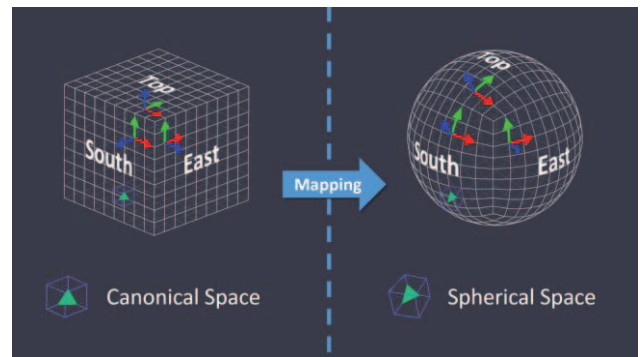 Top
South
East
Mapping
Top
South
East
Canonical Space
Spherical Space